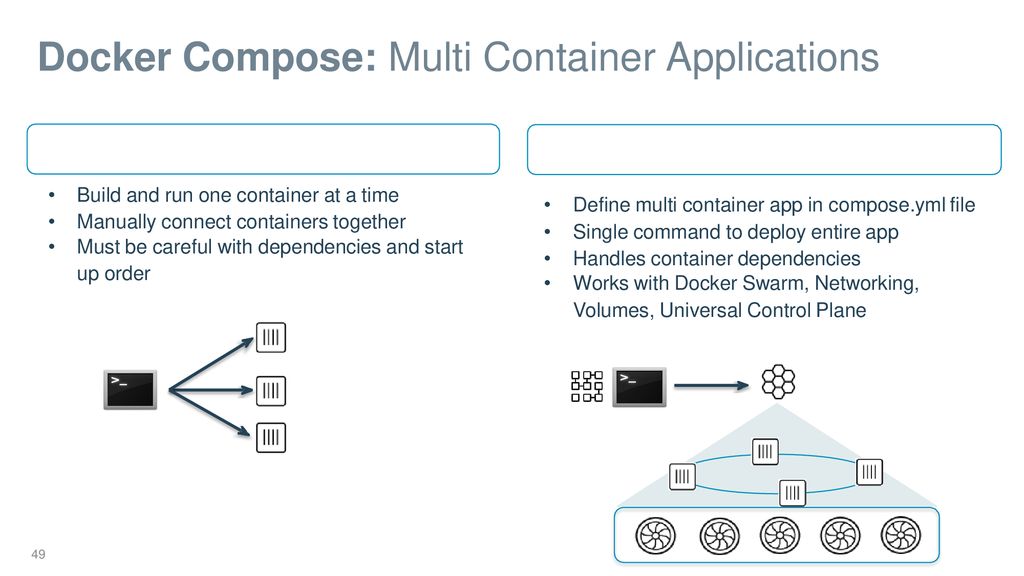 Docker Compose: Multi Container Applications
• Build and run one container at a time
• Manually connect containers together
• Must be careful with dependencies and start
up order
• Define multi container app in compose.yml file
• Single command to deploy entire app
• Handles container dependencies
• Works with Docker Swarm, Networking,
Volumes, Universal Control Plane
>_
>_
49